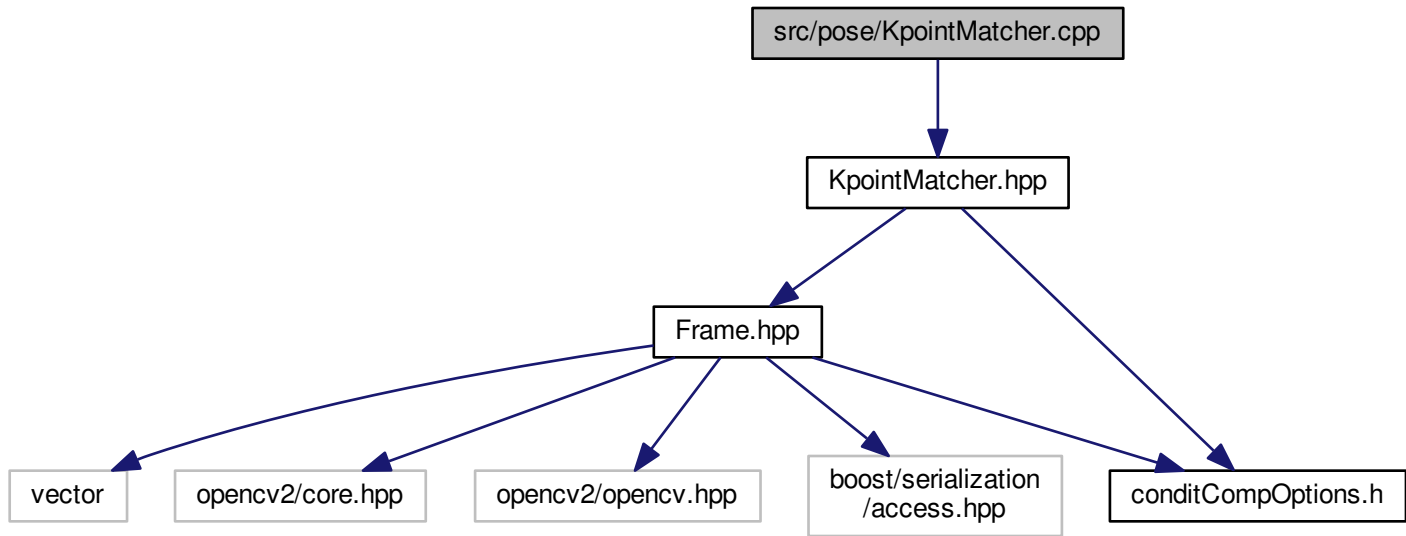 src/pose/KpointMatcher.cpp
KpointMatcher.hpp
Frame.hpp
vector
opencv2/core.hpp
opencv2/opencv.hpp
boost/serialization
/access.hpp
conditCompOptions.h